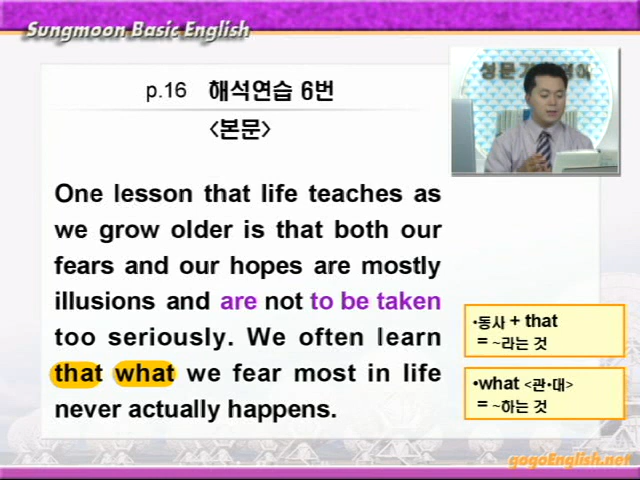 Sungmoon Basic English
p.16 해석연습 6번
<본문>
One lesson that life teaches as
we grow older is that both our
fears and our hopes are mostly
illusions and are not to be taken
too seriously. We often learn
that what we fear most in life
never actually happens.
•동사 + that
= ~라는 것
•what <관•대>
= ~하는 것
gogoEnglish.net